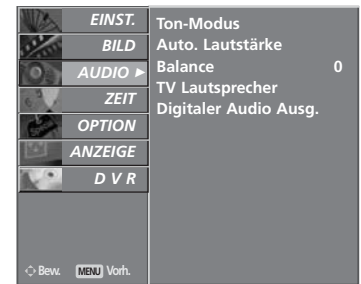 EINST.
BILD
AUDIO
ZEIT
OPTION
ANZEIGE
D V R
Bew. MENU Vorh.
Ton-Modus
Auto. Lautstärke
Balance 0
TV Lautsprecher
Digitaler Audio Ausg.